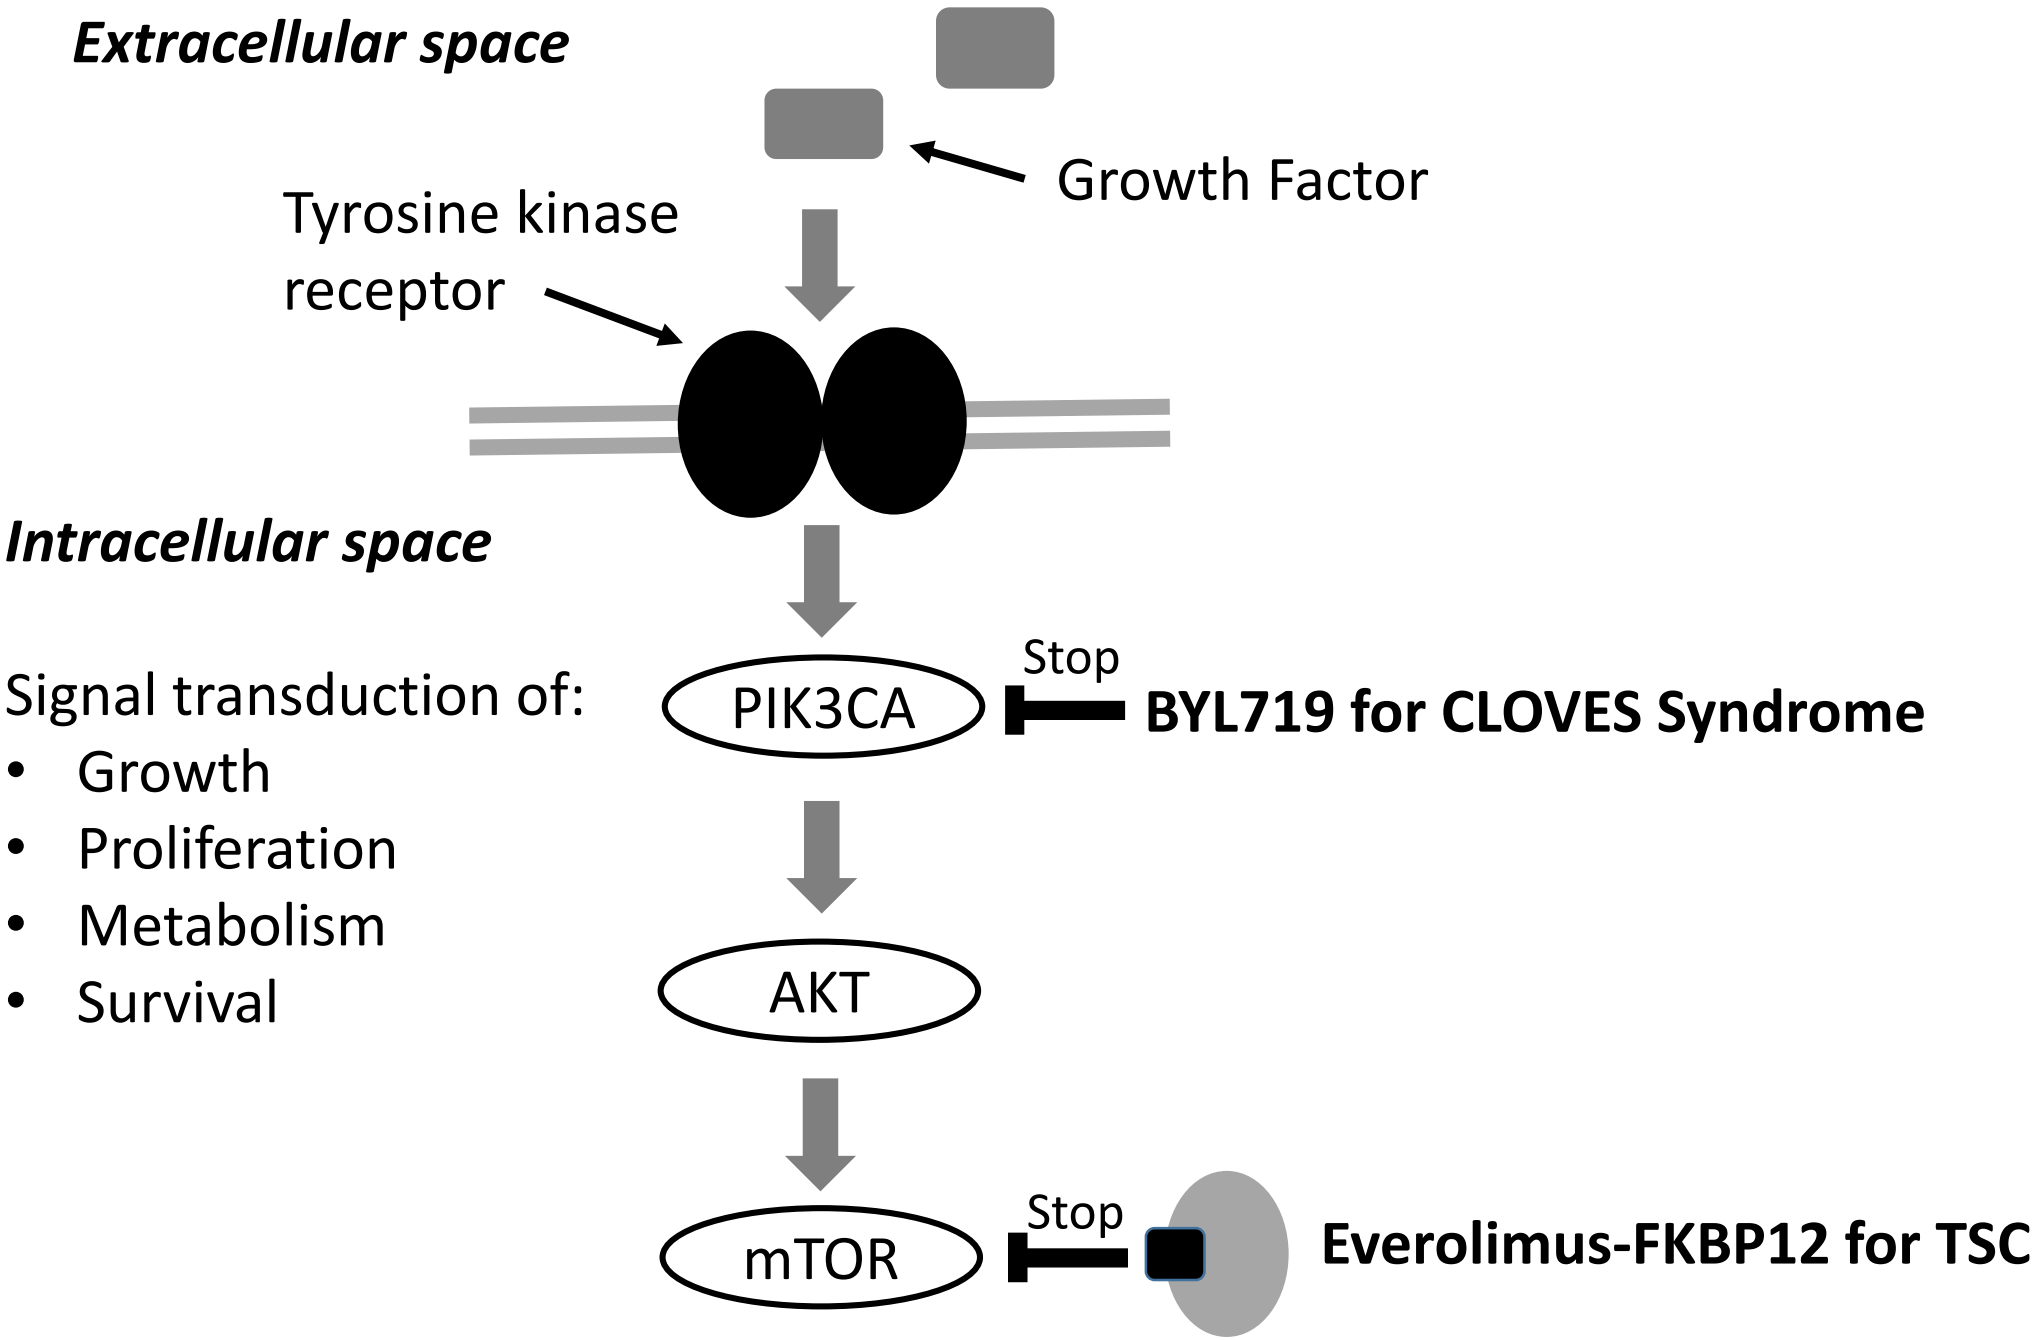 Extracellular space
Growth Factor
Tyrosine kinase
receptor
Intracellular space
Signal transduction of:
• Growth
• Proliferation
• Metabolism
• Survival
PIK3CA
Stop
BYL719 for CLOVES Syndrome
AKT
mTOR
Stop
Everolimus-FKBP12 for TSC